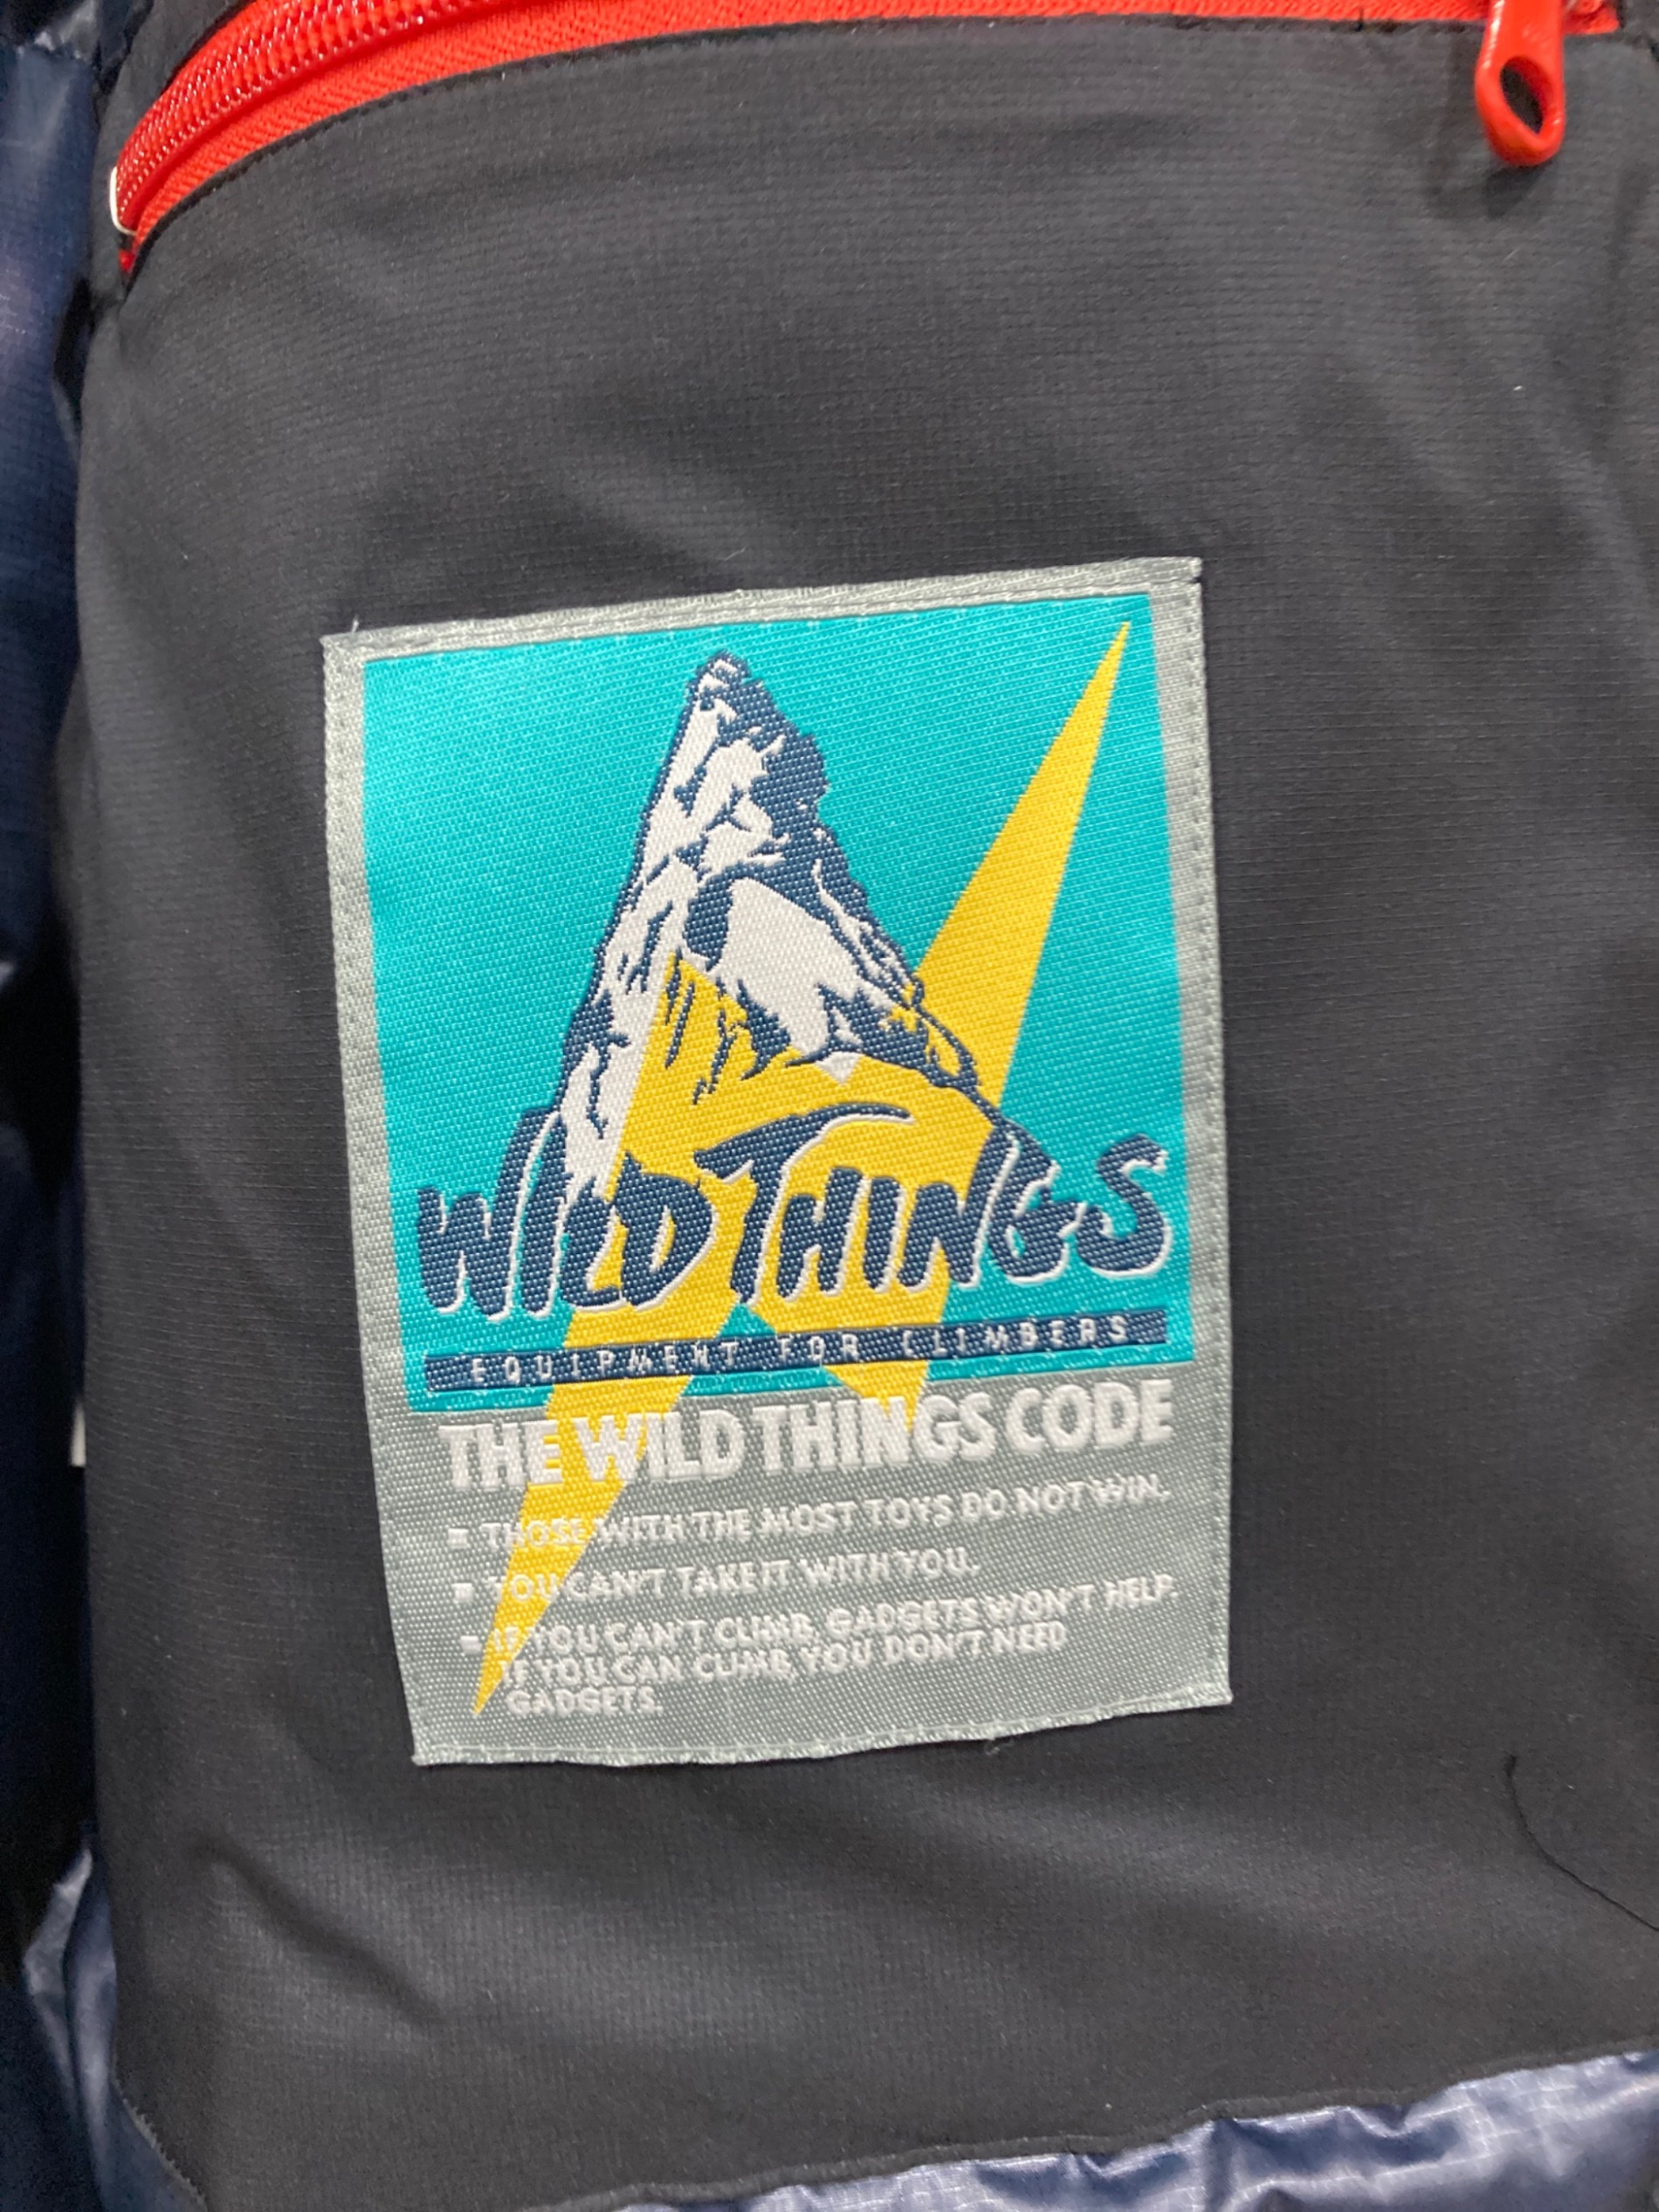 WILD THINGS
EQUIPMENT FOR CLIMBERS
THE WILD THINGS CODE
▪ THOSE WITH THE MOST TOYS DO NOT WIN.
▪ YOU CAN'T TAKE IT WITH YOU.
▪ IF YOU CAN'T CLIMB, GADGETS WON'T HELP.
IF YOU CAN CLIMB, YOU DON'T NEED
GADGETS.